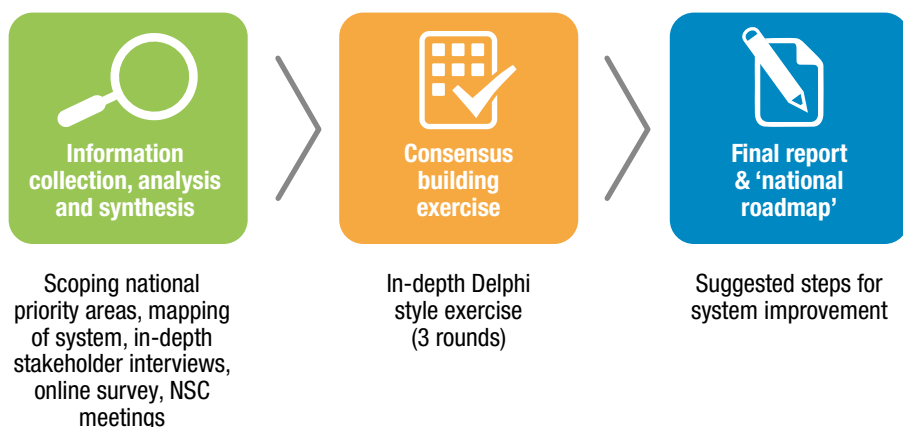 Information
collection, analysis
and synthesis
Scoping national
priority areas, mapping
of system, in-depth
stakeholder interviews,
online survey, NSC
meetings
Consensus
building
exercise
In-depth Delphi
style exercise
(3 rounds)
Final report
& ‘national
roadmap’
Suggested steps for
system improvement